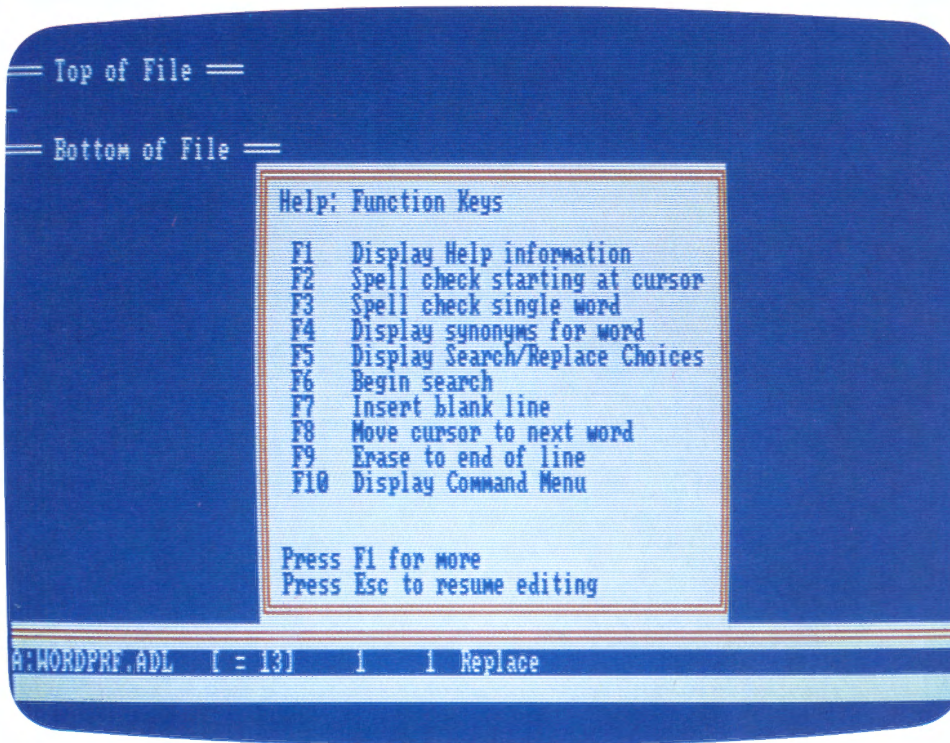 == Top of File ==
== Bottom of File ==
Help: Function Keys
F1 Display Help information
F2 Spell check starting at cursor
F3 Spell check single word
F4 Display synonyms for word
F5 Display Search/Replace Choices
F6 Begin search
F7 Insert blank line
F8 Move cursor to next word
F9 Erase to end of line
F10 Display Command Menu
Press F1 for more
Press Esc to resume editing
A:WORDPRF.ADL [ = 13] 1 1 Replace